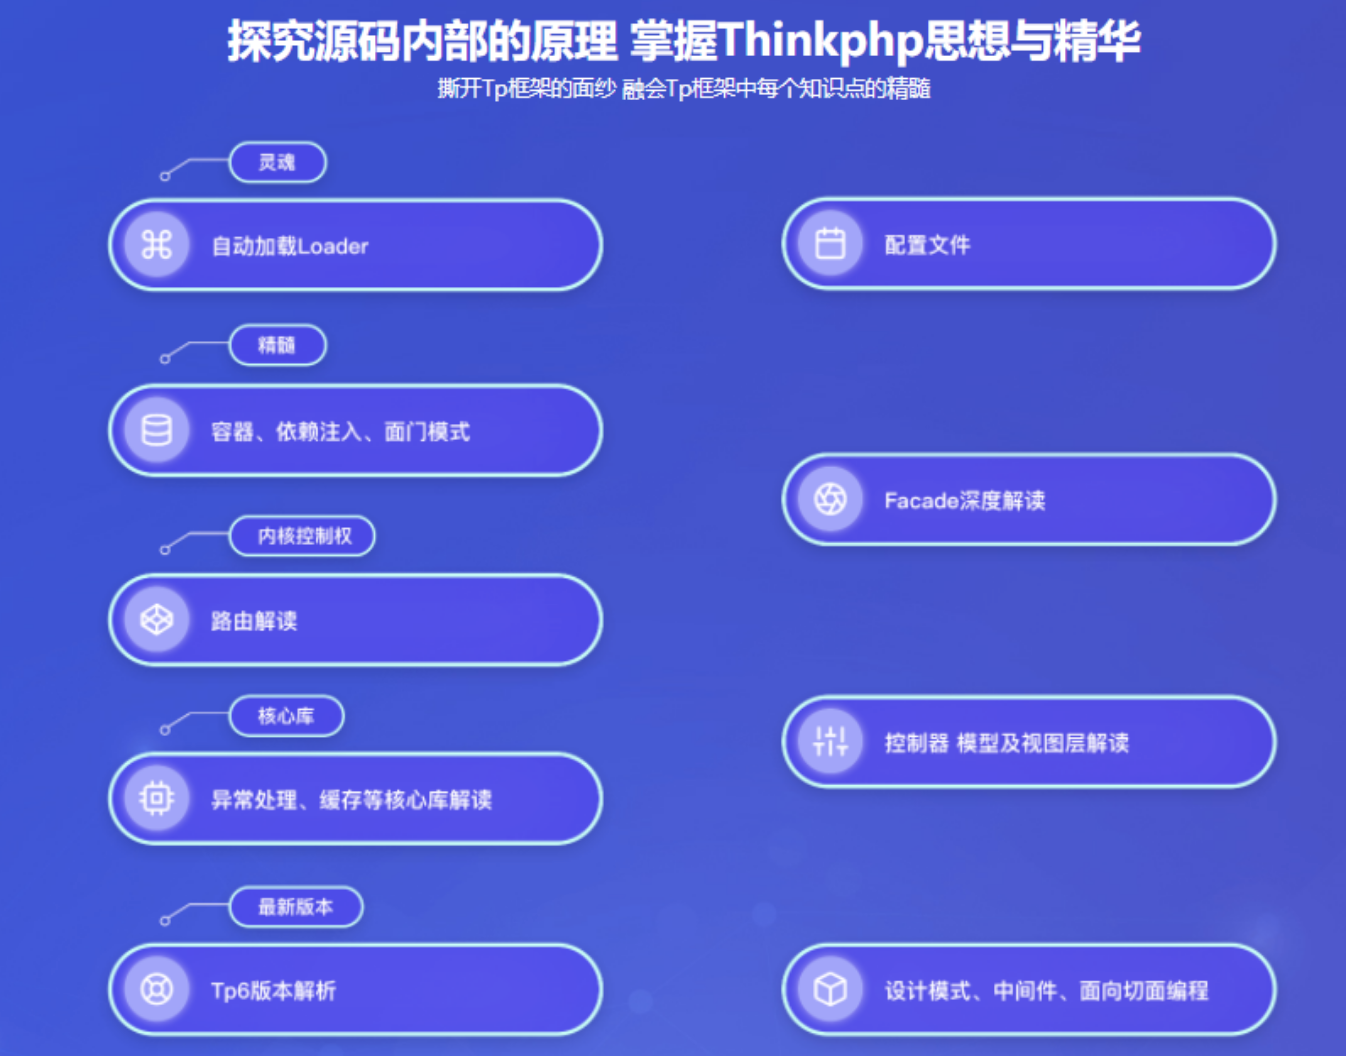 探究源码内部的原理 掌握Thinkphp思想与精华
撕开Tp框架的面纱 融会Tp框架中每个知识点的精髓
灵魂
自动加载Loader
配置文件
精髓
容器、依赖注入、面门模式
Facade深度解读
内核控制权
路由解读
核心库
控制器 模型及视图层解读
异常处理、缓存等核心库解读
最新版本
Tp6版本解析
设计模式、中间件、面向切面编程